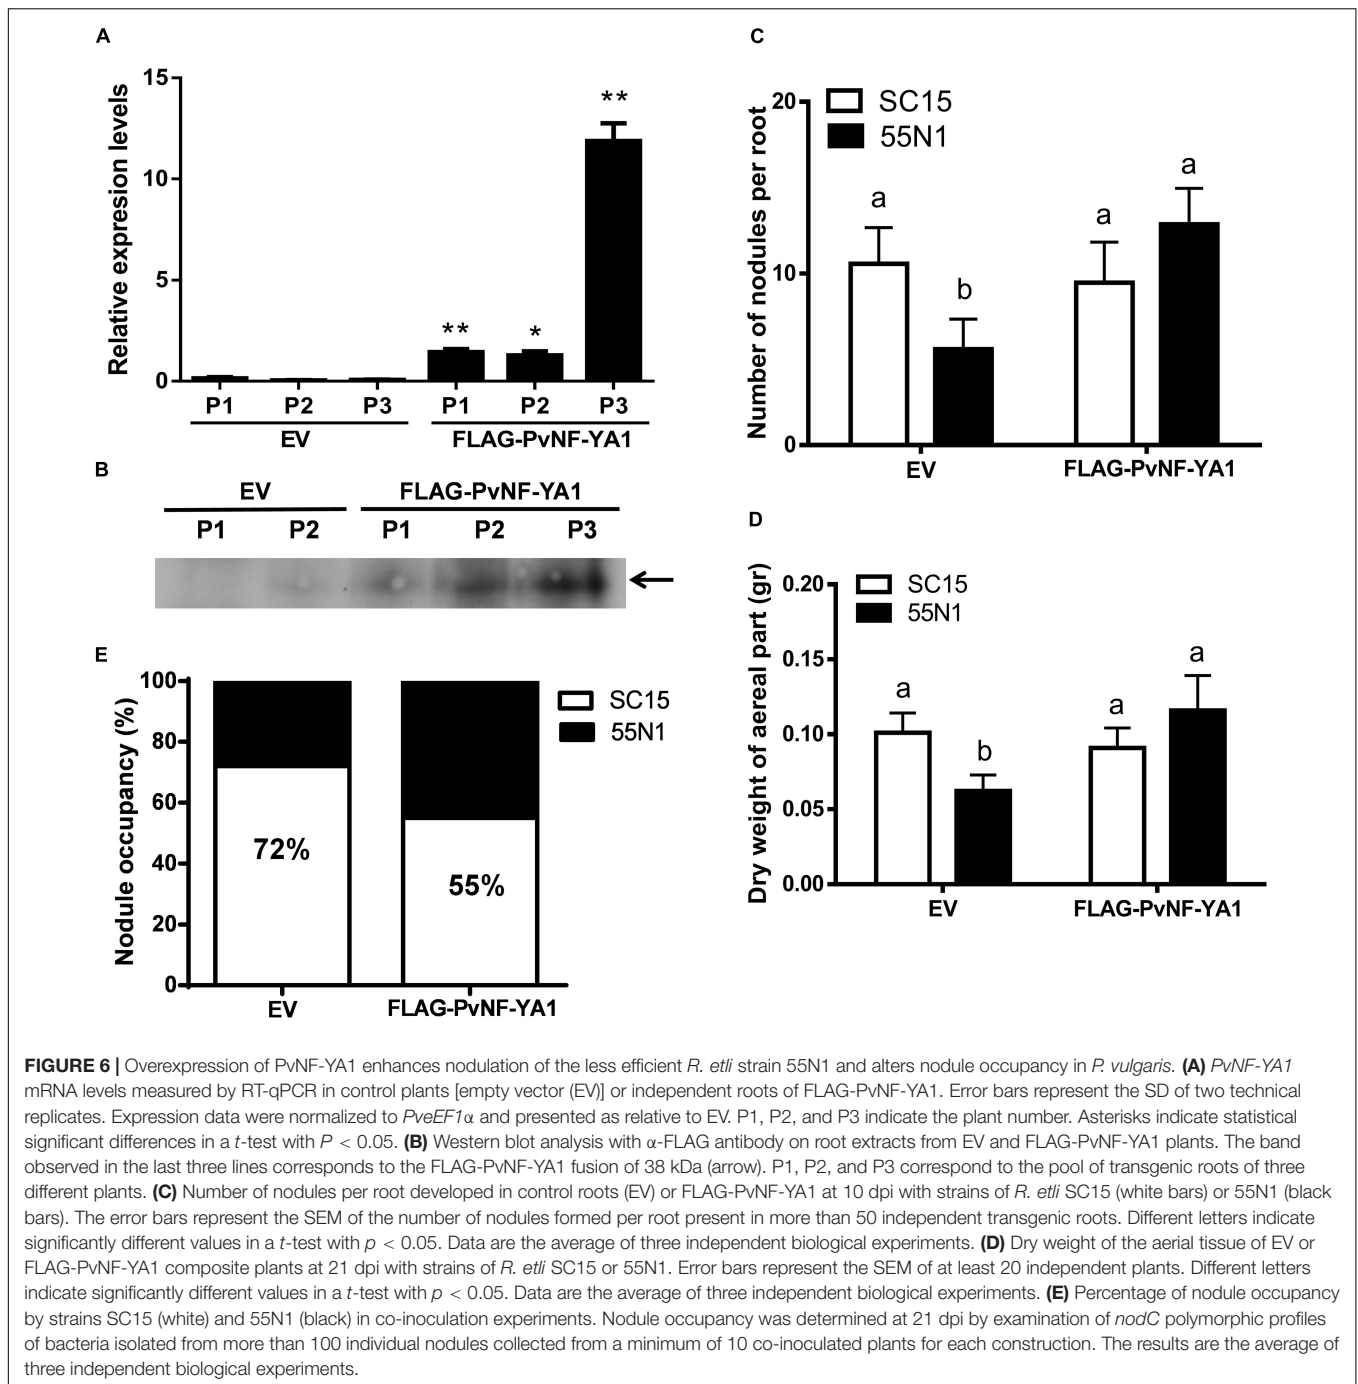 A
15
10
5
0
Relative expresion levels
**
*
**
P1 P2 P3 P1 P2 P3
EV FLAG-PvNF-YA1
B
EV FLAG-PvNF-YA1
P1 P2 P1 P2 P3
E
100
80
60
40
20
0
Nodule occupancy (%)
SC15
55N1
72%
55%
EV FLAG-PvNF-YA1
C
20
10
0
Number of nodules per root
SC15
55N1
a
b
a
a
EV FLAG-PvNF-YA1
D
0.20
0.15
0.10
0.05
0.00
Dry weight of aereal part (gr)
SC15
55N1
a
b
a
a
EV FLAG-PvNF-YA1
FIGURE 6 | Overexpression of PvNF-YA1 enhances nodulation of the less efficient R. etli strain 55N1 and alters nodule occupancy in P. vulgaris. (A) PvNF-YA1
mRNA levels measured by RT-qPCR in control plants [empty vector (EV)] or independent roots of FLAG-PvNF-YA1. Error bars represent the SD of two technical
replicates. Expression data were normalized to PveEF1α and presented as relative to EV. P1, P2, and P3 indicate the plant number. Asterisks indicate statistical
significant differences in a t-test with P < 0.05. (B) Western blot analysis with α-FLAG antibody on root extracts from EV and FLAG-PvNF-YA1 plants. The band
observed in the last three lines corresponds to the FLAG-PvNF-YA1 fusion of 38 kDa (arrow). P1, P2, and P3 correspond to the pool of transgenic roots of three
different plants. (C) Number of nodules per root developed in control roots (EV) or FLAG-PvNF-YA1 at 10 dpi with strains of R. etli SC15 (white bars) or 55N1 (black
bars). The error bars represent the SEM of the number of nodules formed per root present in more than 50 independent transgenic roots. Different letters indicate
significantly different values in a t-test with p < 0.05. Data are the average of three independent biological experiments. (D) Dry weight of the aerial tissue of EV or
FLAG-PvNF-YA1 composite plants at 21 dpi with strains of R. etli SC15 or 55N1. Error bars represent the SEM of at least 20 independent plants. Different letters
indicate significantly different values in a t-test with p < 0.05. Data are the average of three independent biological experiments. (E) Percentage of nodule occupancy
by strains SC15 (white) and 55N1 (black) in co-inoculation experiments. Nodule occupancy was determined at 21 dpi by examination of nodC polymorphic profiles
of bacteria isolated from more than 100 individual nodules collected from a minimum of 10 co-inoculated plants for each construction. The results are the average of
three independent biological experiments.